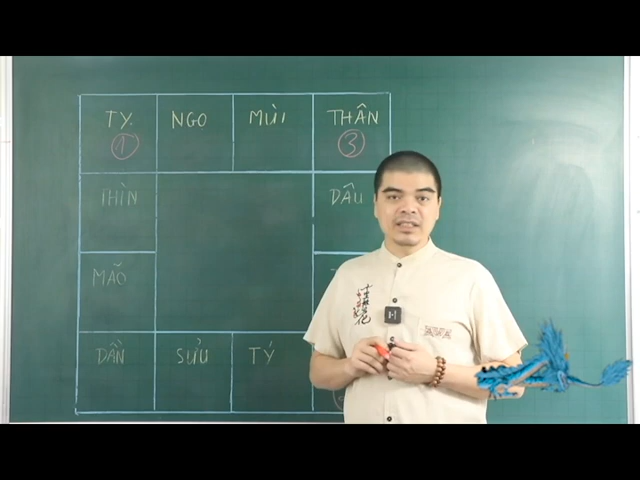 TỴ. NGỌ MÙI THÂN
1 3
THÌN DẬU
MÃO
DẦN SỬU TÝ